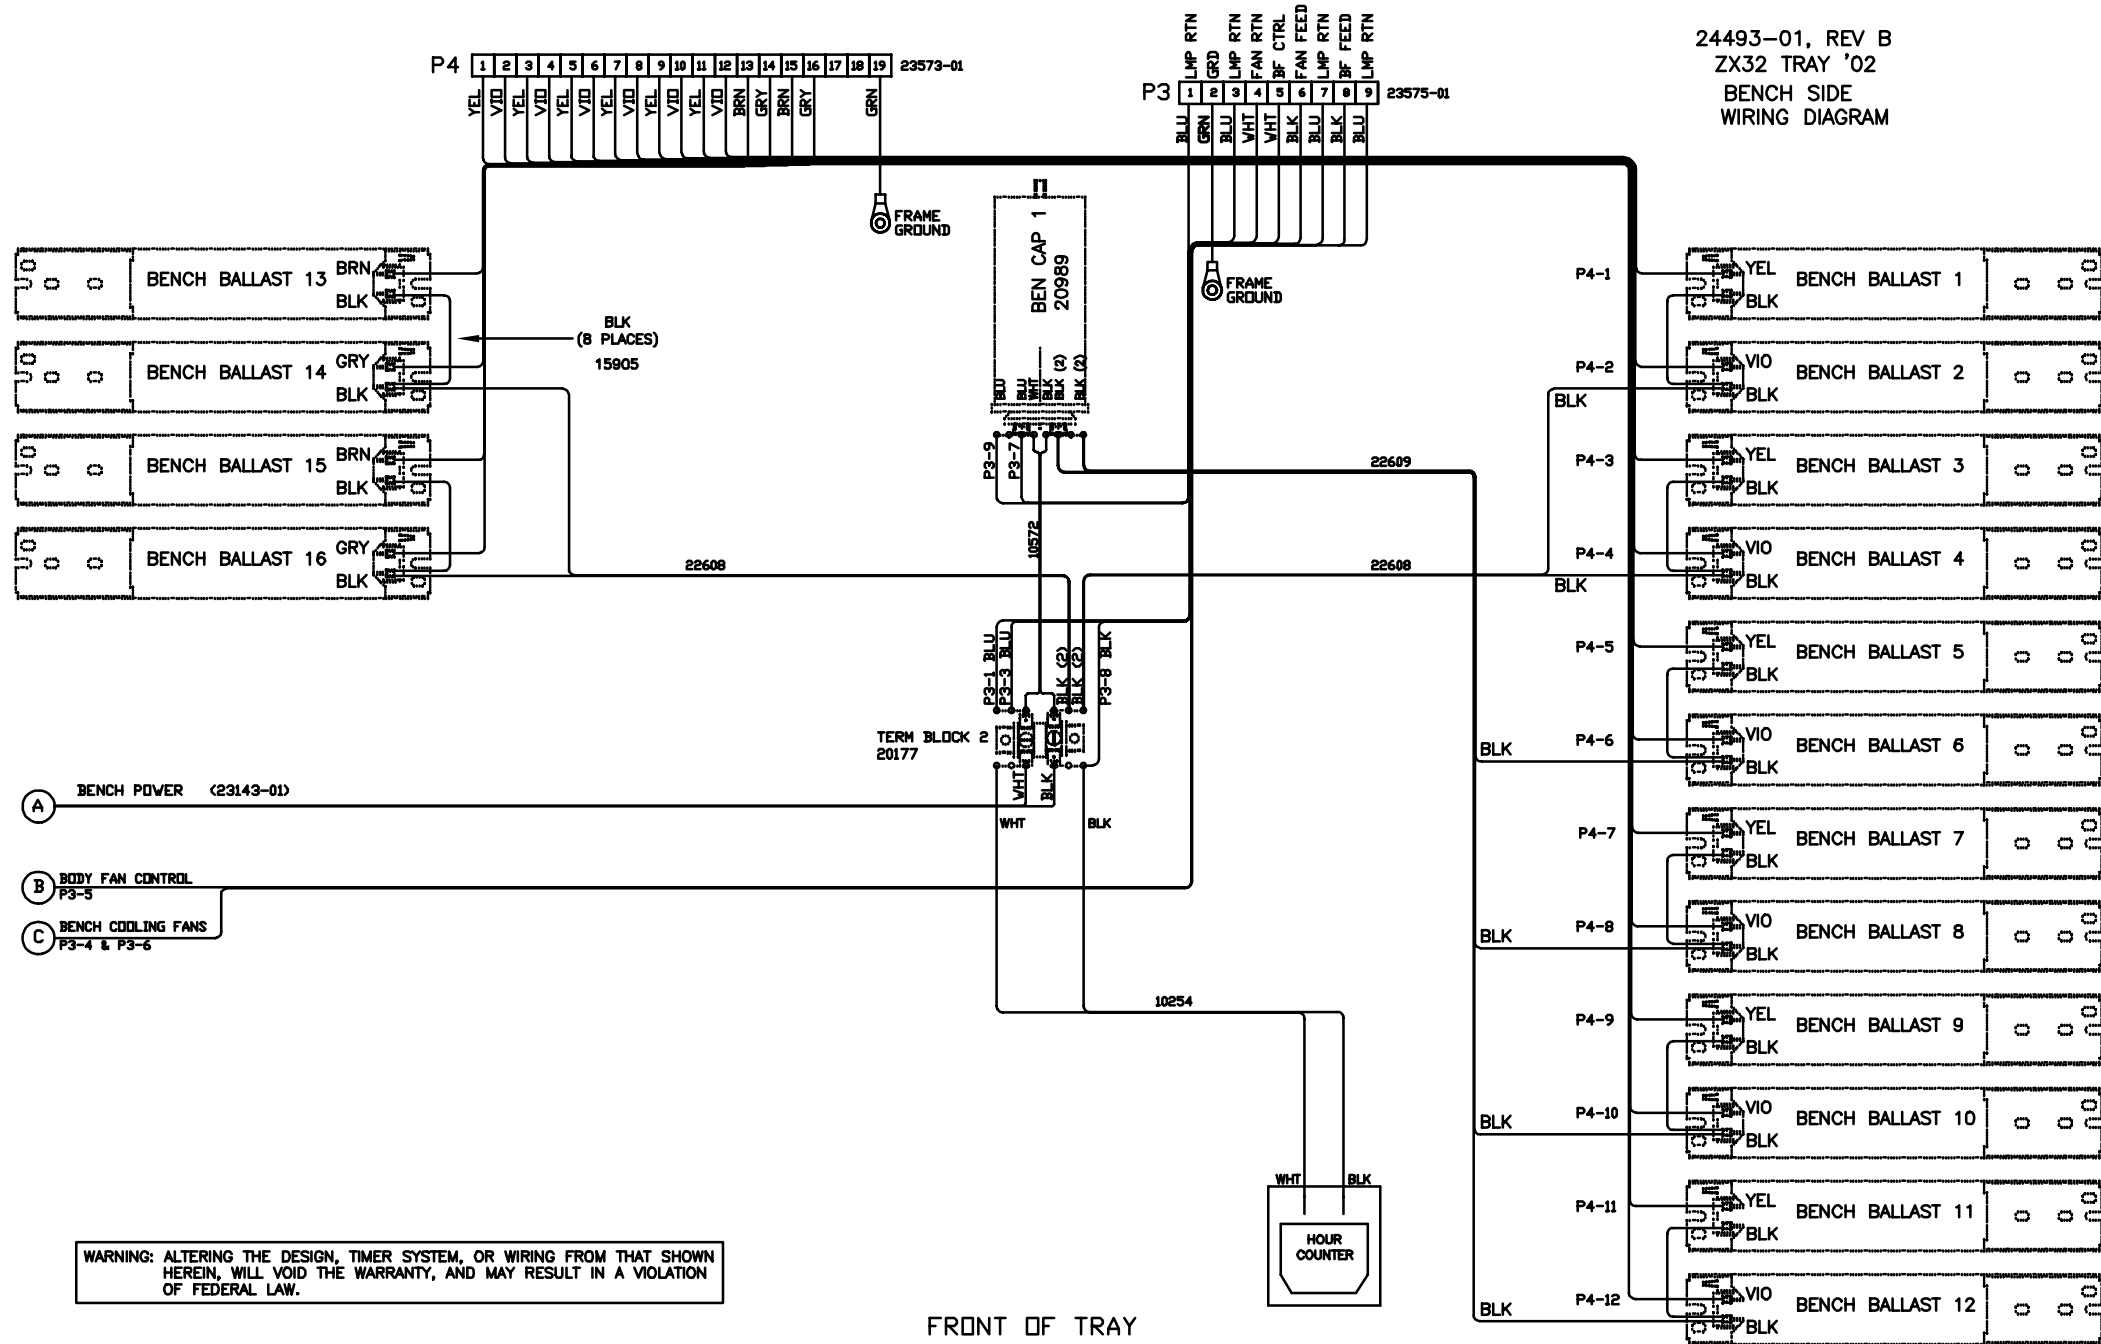 24493-01, REV B
ZX32 TRAY '02
BENCH SIDE
WIRING DIAGRAM
P4 1 2 3 4 5 6 7 8 9 10 11 12 13 14 15 16 17 18 19 23573-01
YEL VIO YEL VIO YEL VIO YEL VIO YEL VIO YEL VIO BRN GRY BRN GRY GRN
FRAME
GROUND
LMP RTN
GRD
LMP RTN
FAN RTN
BF CTRL
FAN FEED
LMP RTN
BF FEED
LMP RTN
P3 1 2 3 4 5 6 7 8 9 23575-01
BLU GRN BLU WHT WHT BLK BLU BLK BLU
FRAME
GROUND
BEN CAP 1
20989
BLU
BLU
WHT
BLK
BLK (2)
BLK (2)
P3-9
P3-7
10572
22609
22608
22608
BENCH BALLAST 13
BRN
BLK
BLK
(8 PLACES)
15905
BENCH BALLAST 14
GRY
BLK
BENCH BALLAST 15
BRN
BLK
BENCH BALLAST 16
GRY
BLK
P3-1 BLU
P3-3 BLU
BLK (2)
BLK (2)
P3-8 BLK
TERM BLOCK 2
20177
WHT
BLK
WHT
BLK
A BENCH POWER (23143-01)
B BODY FAN CONTROL
P3-5
C BENCH COOLING FANS
P3-4 & P3-6
10254
WHT
BLK
HOUR
COUNTER
P4-1 YEL
BENCH BALLAST 1
BLK
P4-2 VIO
BENCH BALLAST 2
BLK
BLK
P4-3 YEL
BENCH BALLAST 3
BLK
P4-4 VIO
BENCH BALLAST 4
BLK
BLK
P4-5 YEL
BENCH BALLAST 5
BLK
P4-6 VIO
BENCH BALLAST 6
BLK
BLK
P4-7 YEL
BENCH BALLAST 7
BLK
P4-8 VIO
BENCH BALLAST 8
BLK
BLK
P4-9 YEL
BENCH BALLAST 9
BLK
P4-10 VIO
BENCH BALLAST 10
BLK
BLK
P4-11 YEL
BENCH BALLAST 11
BLK
P4-12 VIO
BENCH BALLAST 12
BLK
BLK
WARNING: ALTERING THE DESIGN, TIMER SYSTEM, OR WIRING FROM THAT SHOWN
HEREIN, WILL VOID THE WARRANTY, AND MAY RESULT IN A VIOLATION
OF FEDERAL LAW.
FRONT OF TRAY